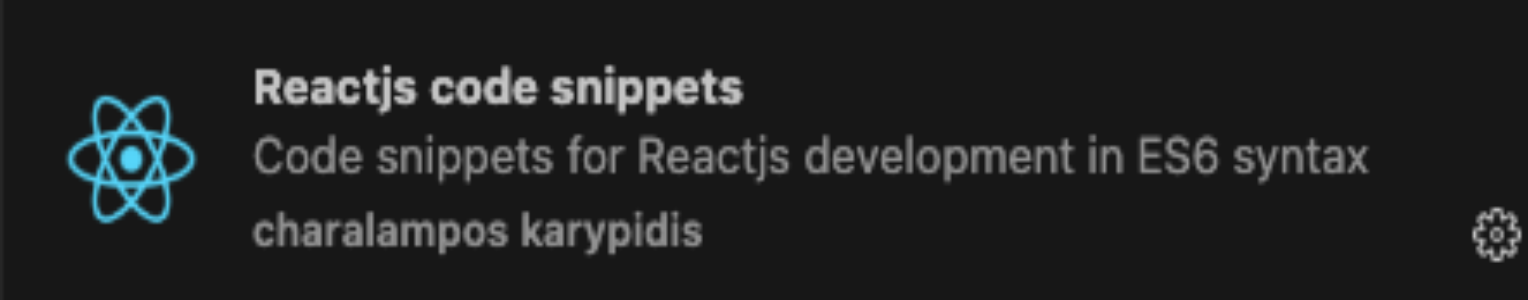 Reactjs code snippets
Code snippets for Reactjs development in ES6 syntax
charalampos karypidis